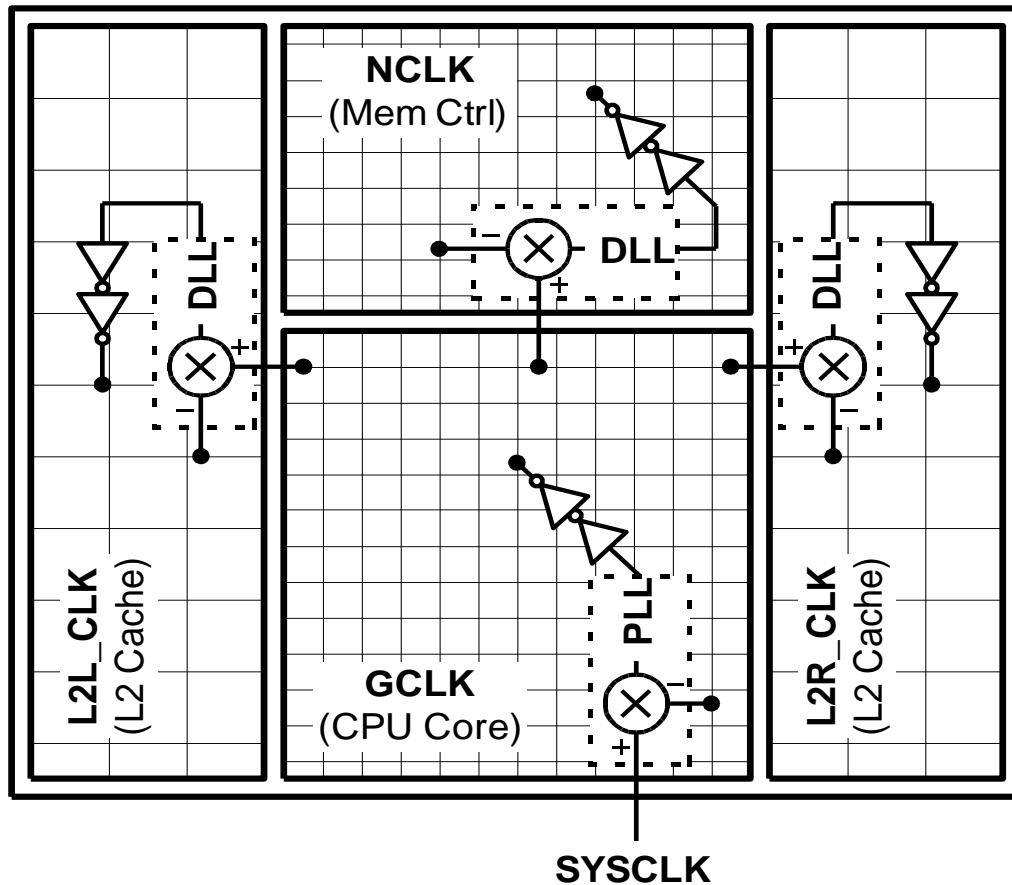 NCLK
(Mem Ctrl)
−
DLL
+
DLL
+
−
DLL
+
−
L2L_CLK
(L2 Cache)
GCLK
(CPU Core)
PLL
−
+
L2R_CLK
(L2 Cache)
SYSCLK